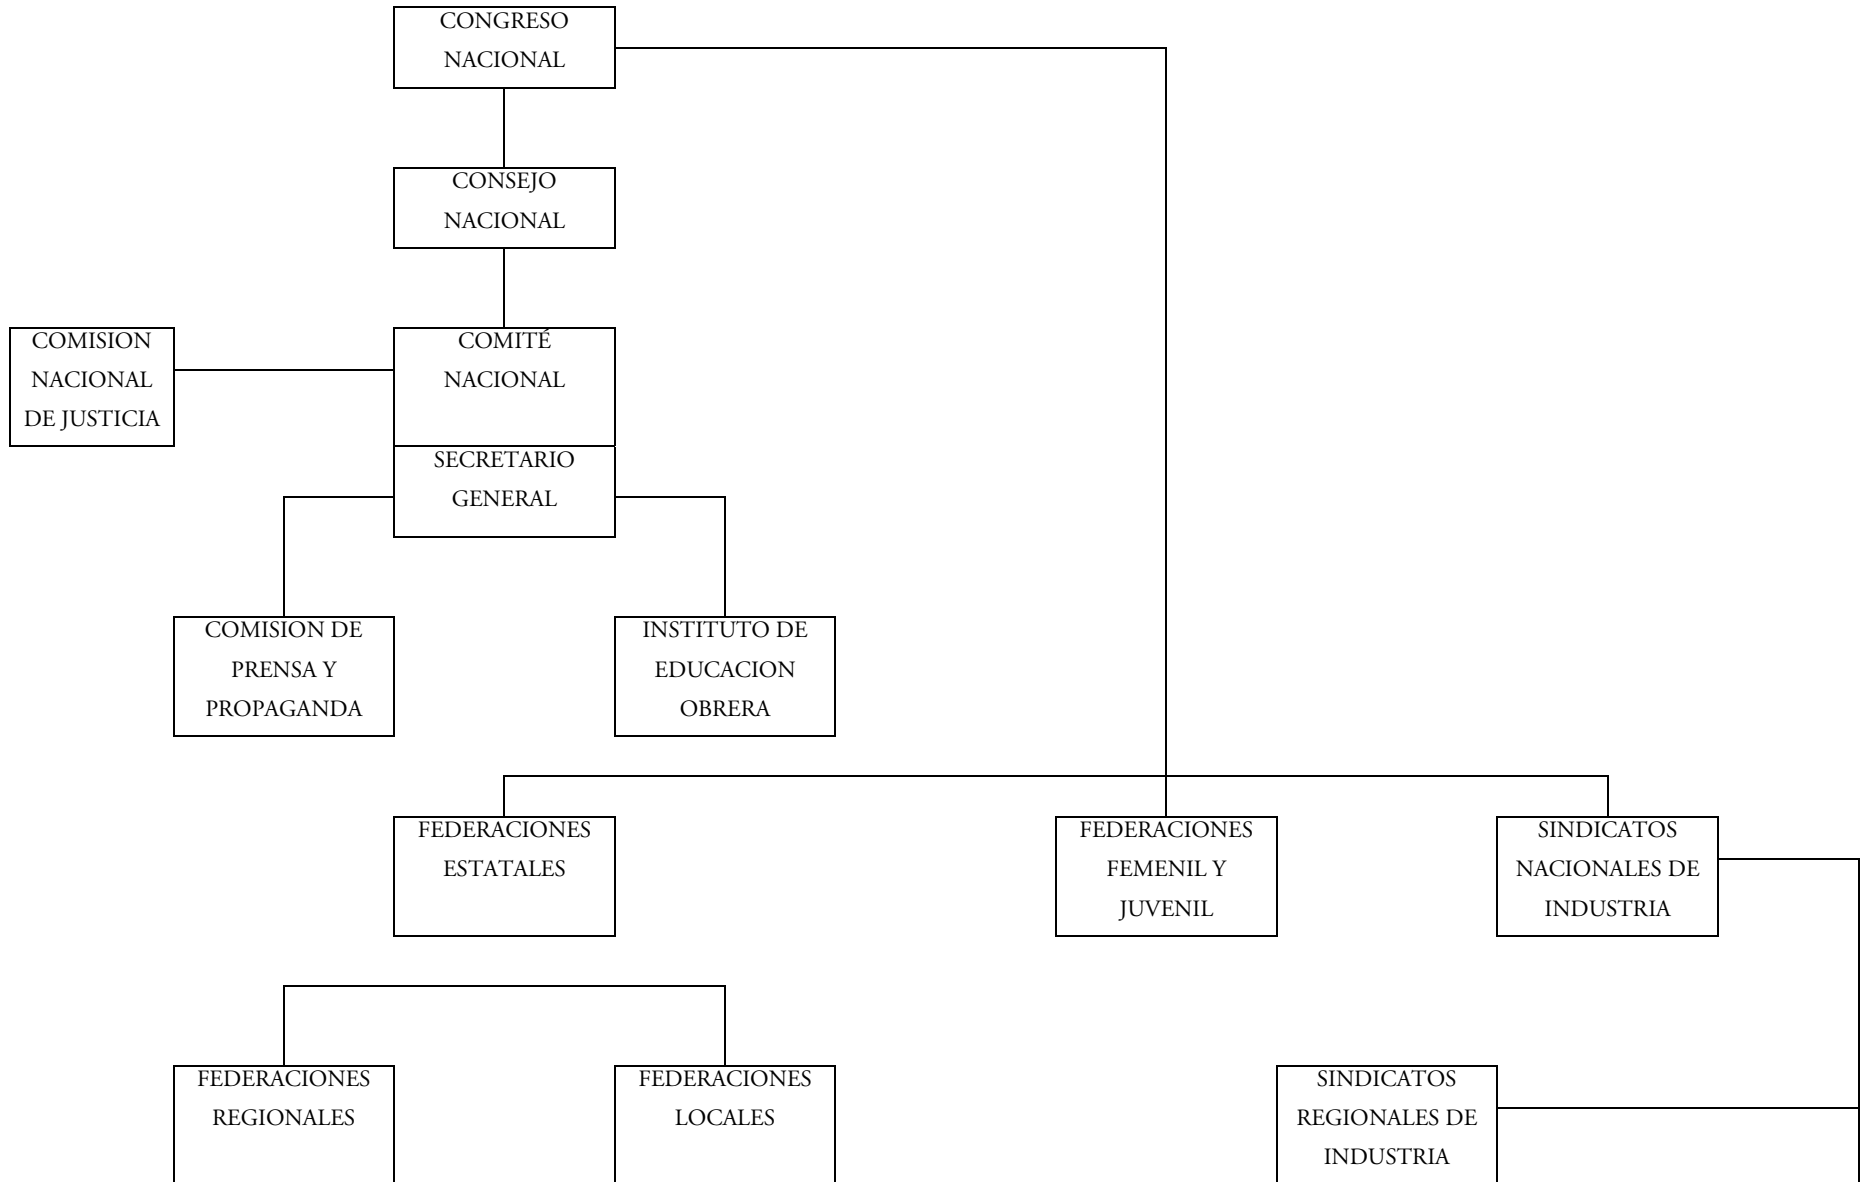 CONGRESO
NACIONAL
CONSEJO
NACIONAL
COMISION
NACIONAL
DE JUSTICIA
COMITÉ
NACIONAL
SECRETARIO
GENERAL
COMISION DE
PRENSA Y
PROPAGANDA
INSTITUTO DE
EDUCACION
OBRERA
FEDERACIONES
ESTATALES
FEDERACIONES
FEMENIL Y
JUVENIL
SINDICATOS
NACIONALES DE
INDUSTRIA
FEDERACIONES
REGIONALES
FEDERACIONES
LOCALES
SINDICATOS
REGIONALES DE
INDUSTRIA